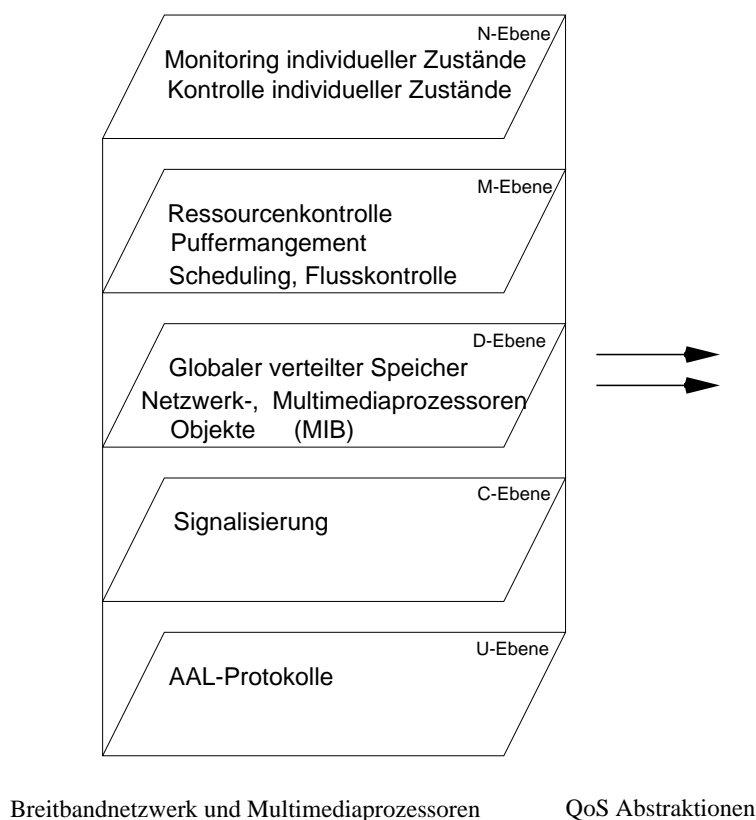 N-Ebene
Monitoring individueller Zustände
Kontrolle individueller Zustände
M-Ebene
Ressourcenkontrolle
Puffermangement
Scheduling, Flusskontrolle
D-Ebene
Globaler verteilter Speicher
Netzwerk-, Multimediaprozessoren
Objekte (MIB)
C-Ebene
Signalisierung
U-Ebene
AAL-Protokolle
Breitbandnetzwerk und Multimediaprozessoren QoS Abstraktionen